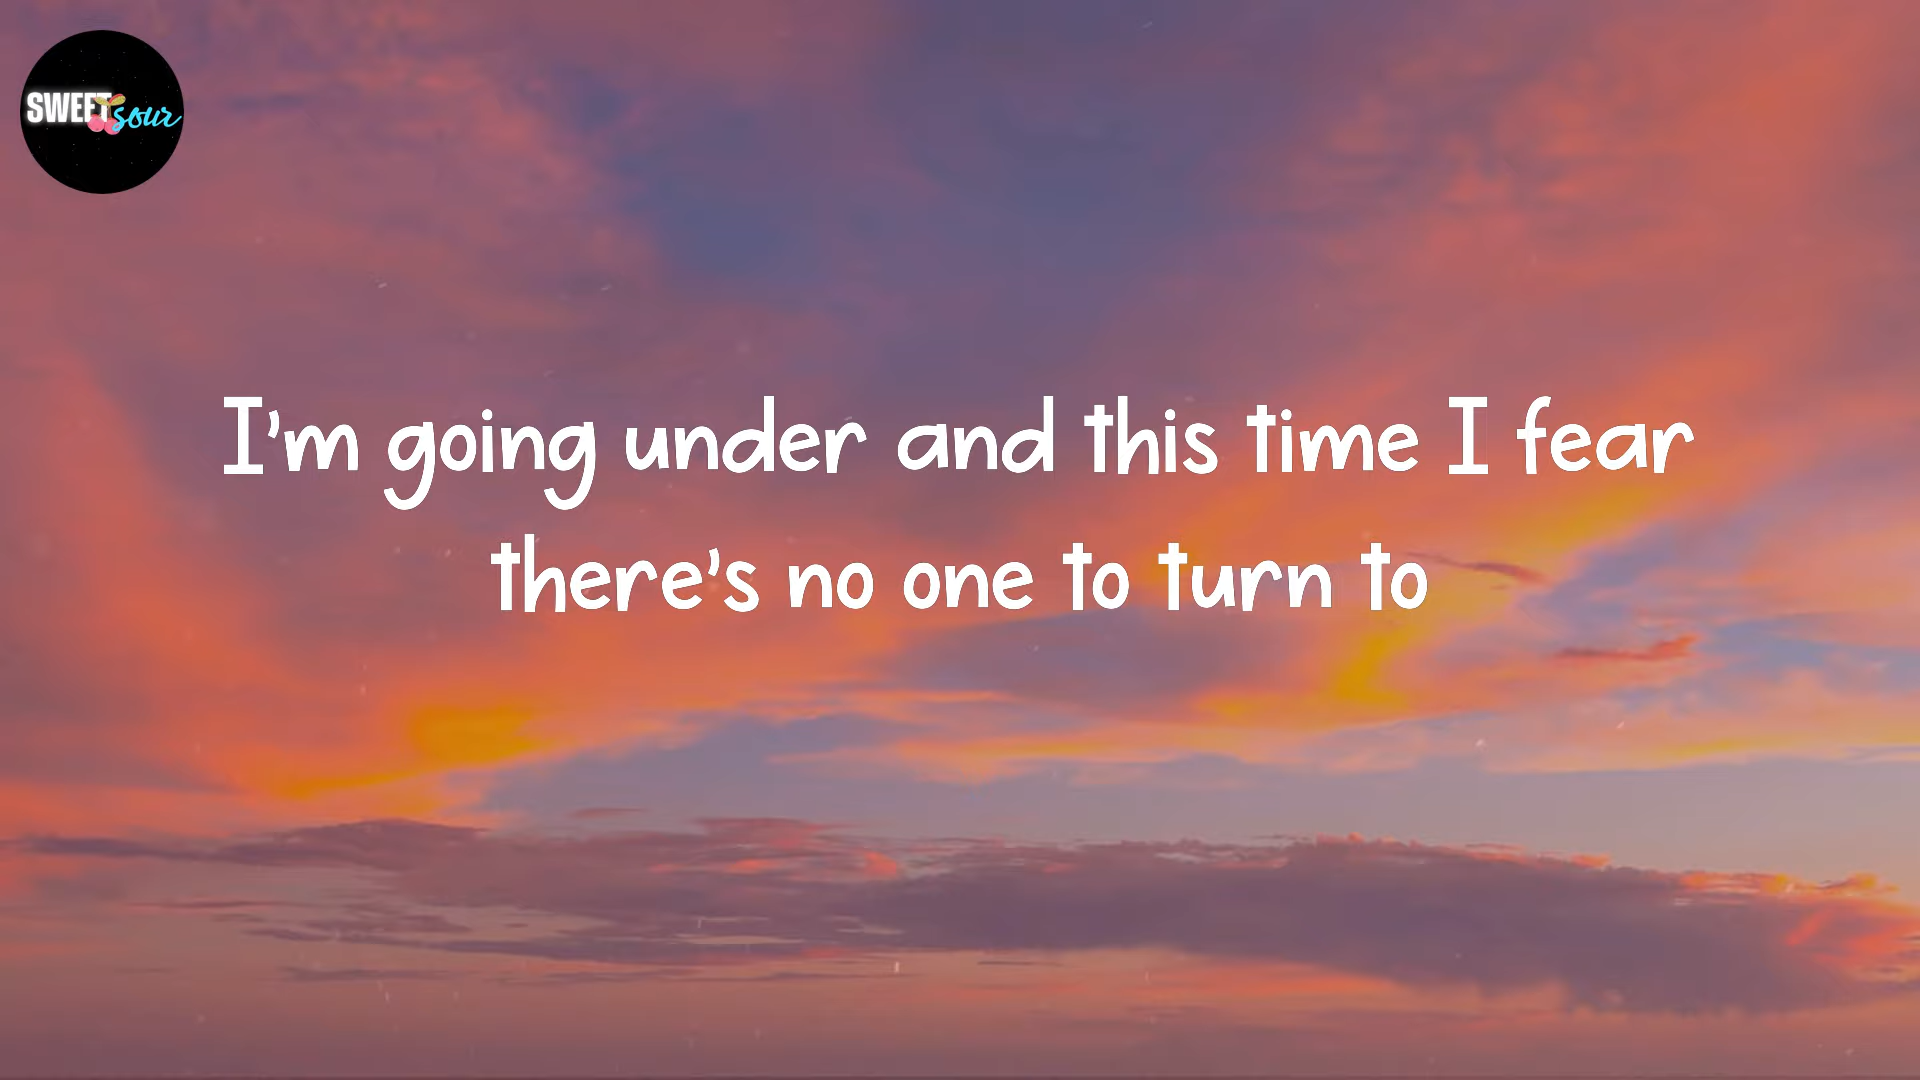 SWEET sour
I'm going under and this time I fear
there's no one to turn to